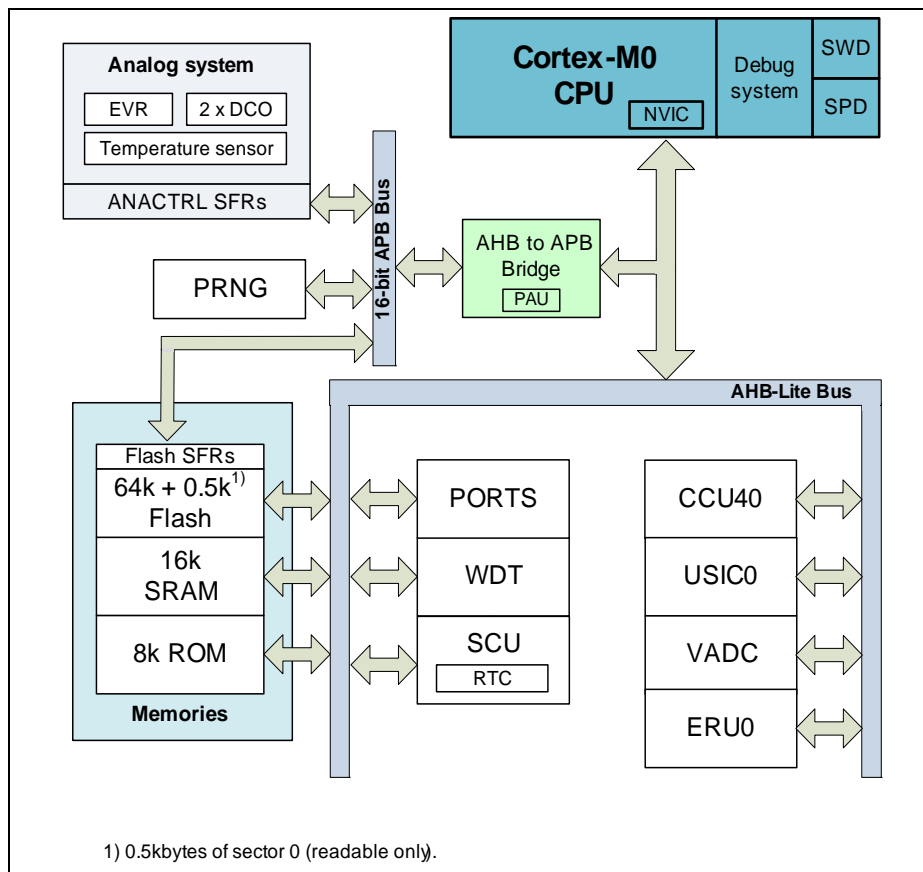 Analog system
EVR
2 x DCO
Temperature sensor
ANACTRL SFRs
Cortex-M0
CPU
NVIC
Debug
system
SWD
SPD
16-bit APB Bus
AHB to APB
Bridge
PAU
PRNG
AHB-Lite Bus
Flash SFRs
64k + 0.5k1)
Flash
16k
SRAM
8k ROM
Memories
PORTS
WDT
SCU
RTC
CCU40
USIC0
VADC
ERU0
1) 0.5kbytes of sector 0 (readable only).